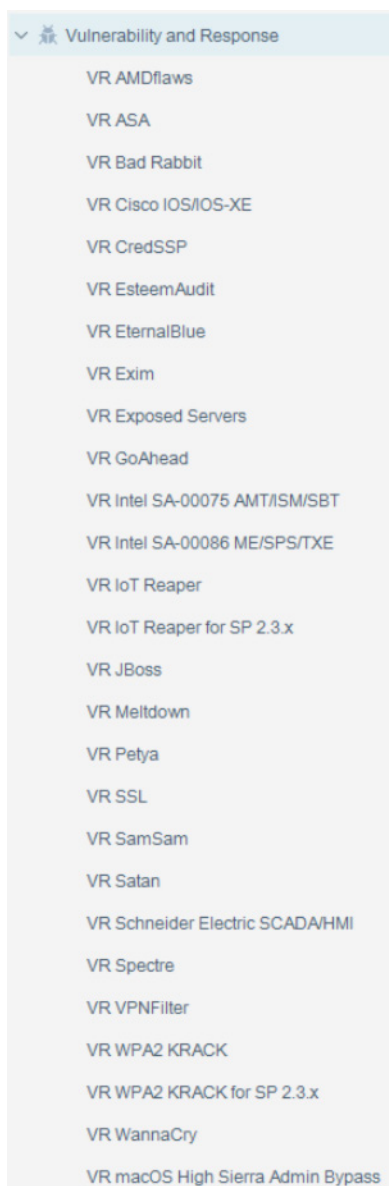 Vulnerability and Response
VR AMDflaws
VR ASA
VR Bad Rabbit
VR Cisco IOS/IOS-XE
VR CredSSP
VR EsteemAudit
VR EternalBlue
VR Exim
VR Exposed Servers
VR GoAhead
VR Intel SA-00075 AMT/ISM/SBT
VR Intel SA-00086 ME/SPS/TXE
VR IoT Reaper
VR IoT Reaper for SP 2.3.x
VR JBoss
VR Meltdown
VR Petya
VR SSL
VR SamSam
VR Satan
VR Schneider Electric SCADA/HMI
VR Spectre
VR VPNFilter
VR WPA2 KRACK
VR WPA2 KRACK for SP 2.3.x
VR WannaCry
VR macOS High Sierra Admin Bypass